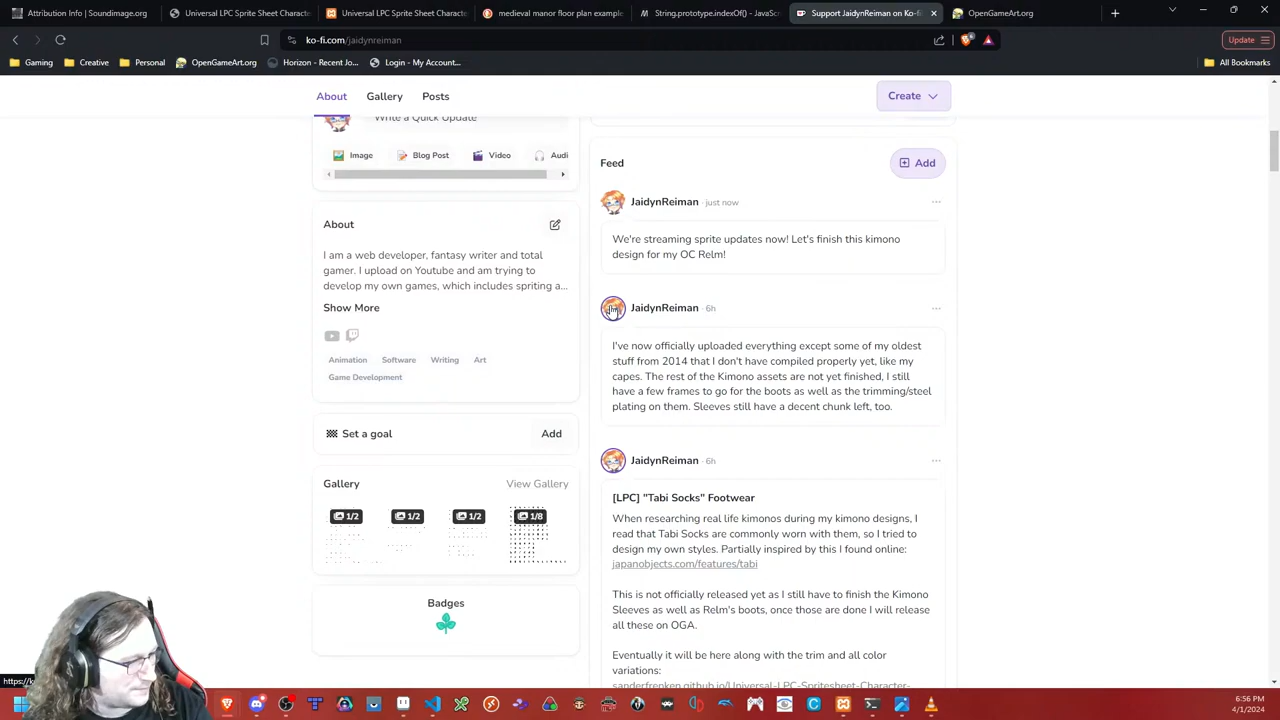 Attribution Info | Soundimage.org
Universal LPC Sprite Sheet Charact
Universal LPC Sprite Sheet Charact
medieval manor floor plan example
String.prototype.indexOf() - JavaScri
Support JaidynReiman on Ko-fi
OpenGameArt.org
ko-fi.com/jaidynreiman
Update
Gaming
Creative
Personal
OpenGameArt.org
Horizon - Recent Jo...
Login - My Account...
All Bookmarks
About
Gallery
Posts
Create
Write a Quick Update
Image
Blog Post
Video
Audi
Feed
Add
JaidynReiman · just now
We're streaming sprite updates now! Let's finish this kimono
design for my OC Relm!
About
I am a web developer, fantasy writer and total
gamer. I upload on Youtube and am trying to
develop my own games, which includes spriting a...
Show More
Animation
Software
Writing
Art
Game Development
JaidynReiman · 6h
I've now officially uploaded everything except some of my oldest
stuff from 2014 that I don't have compiled properly yet, like my
capes. The rest of the Kimono assets are not yet finished, I still
have a few frames to go for the boots as well as the trimming/steel
plating on them. Sleeves still have a decent chunk left, too.
Set a goal
Add
Gallery
View Gallery
1/2
1/2
1/2
1/8
Badges
JaidynReiman · 6h
[LPC] "Tabi Socks" Footwear
When researching real life kimonos during my kimono designs, I
read that Tabi Socks are commonly worn with them, so I tried to
design my own styles. Partially inspired by this I found online:
japanobjects.com/features/tabi
This is not officially released yet as I still have to finish the Kimono
Sleeves as well as Relm's boots, once those are done I will release
all these on OGA.
Eventually it will be here along with the trim and all color
variations:
sanderfrenken.github.io/Universal-LPC-Spritesheet-Character-
https://k
6:56 PM
4/1/2024